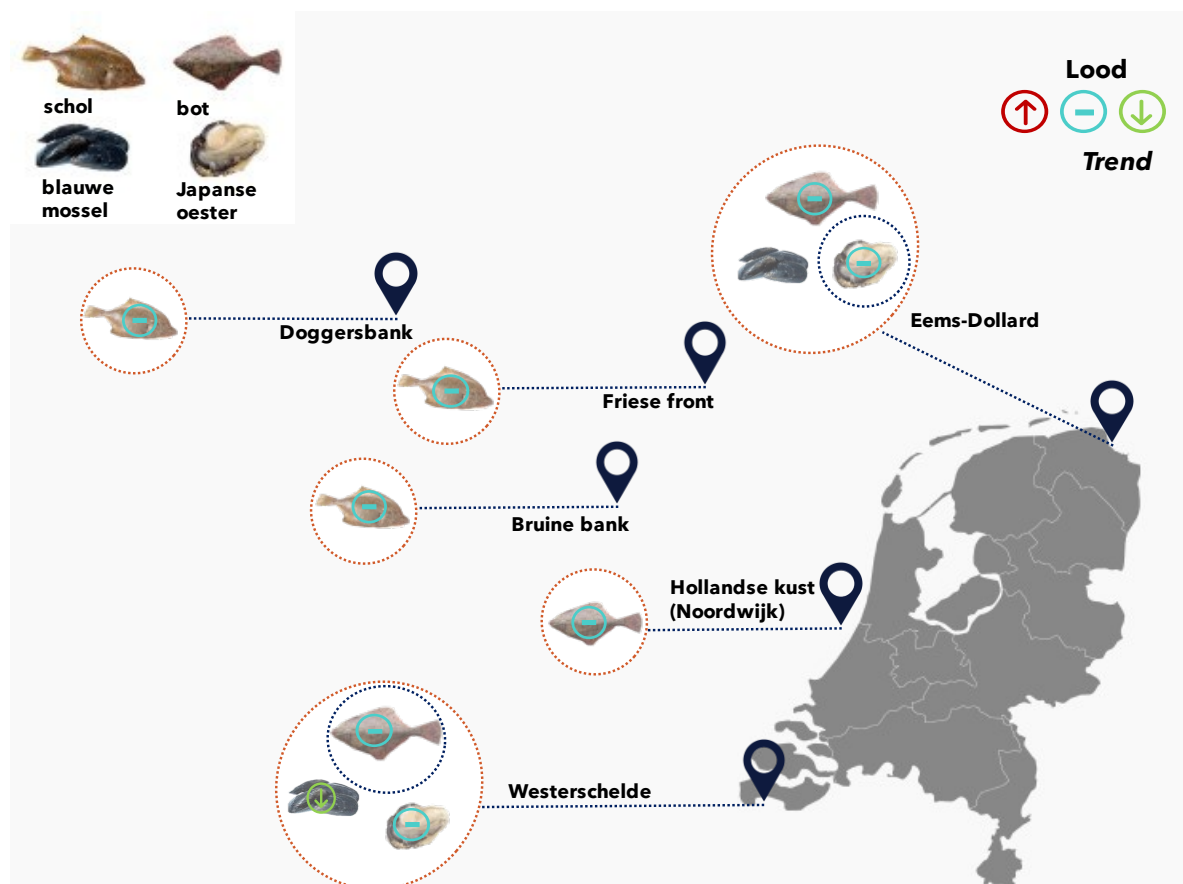 schol
bot
blauwe
mossel
Japanse
oester
Lood
Trend
Doggersbank
Friese front
Eems-Dollard
Bruine bank
Hollandse kust
(Noordwijk)
Westerschelde